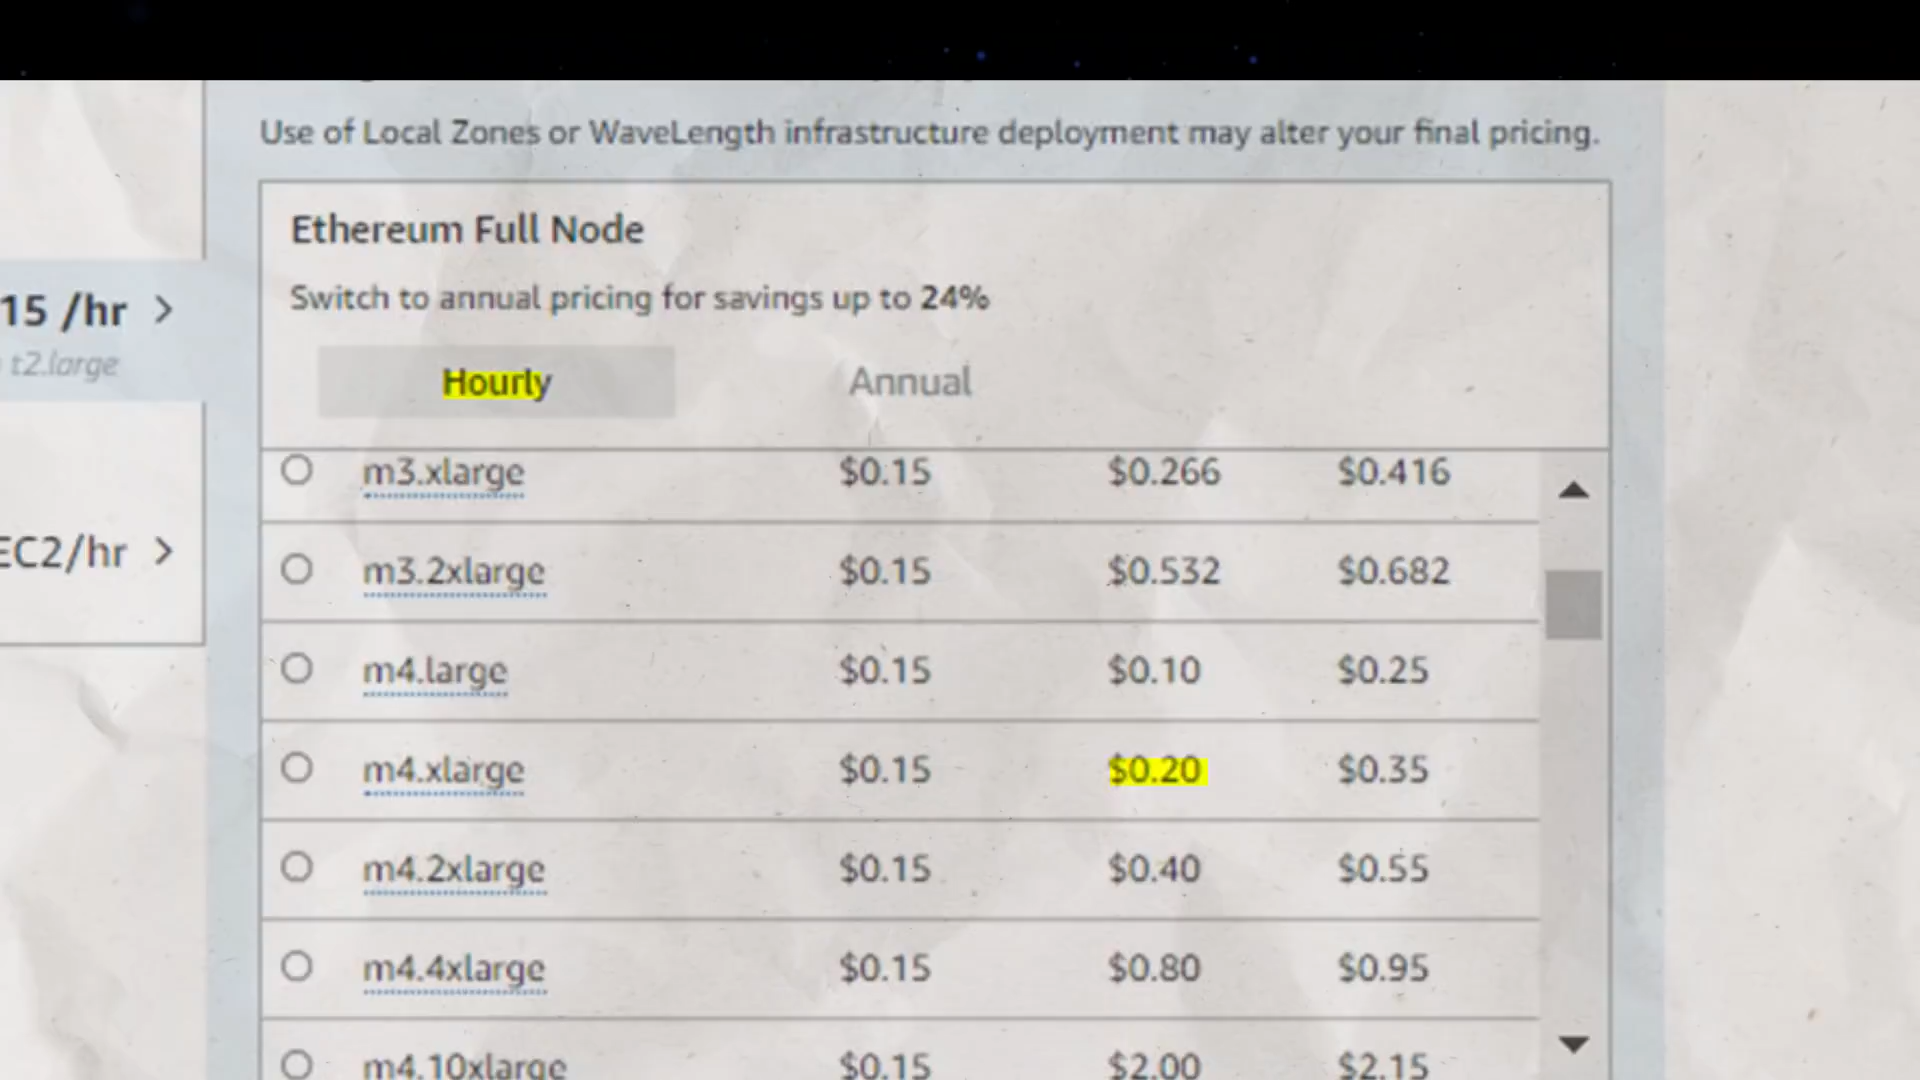 Use of Local Zones or WaveLength infrastructure deployment may alter your final pricing.
Ethereum Full Node
Switch to annual pricing for savings up to 24%
15 /hr
t2.large
EC2/hr
Hourly Annual
m3.xlarge $0.15 $0.266 $0.416
m3.2xlarge $0.15 $0.532 $0.682
m4.large $0.15 $0.10 $0.25
m4.xlarge $0.15 $0.20 $0.35
m4.2xlarge $0.15 $0.40 $0.55
m4.4xlarge $0.15 $0.80 $0.95
m4.10xlarge $0.15 $2.00 $2.15